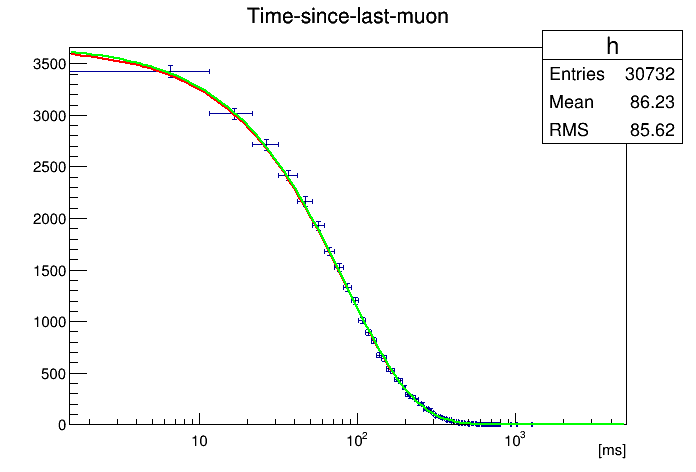 Time-since-last-muon
h
Entries 30732
Mean 86.23
RMS 85.62
3500
3000
2500
2000
1500
1000
500
0
10
10²
10³
[ms]